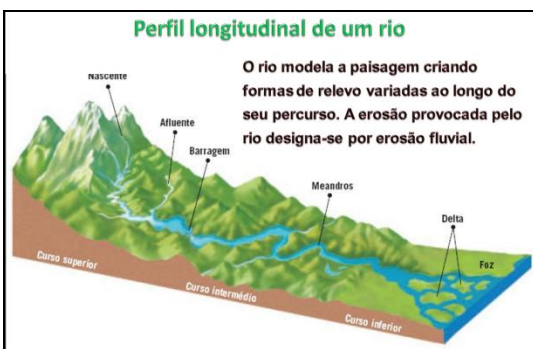 Perfil longitudinal de um rio
O rio modela a paisagem criando
formas de relevo variadas ao longo do
seu percurso. A erosão provocada pelo
rio designa-se por erosão fluvial.
Nascente
Afluente
Barragem
Meandros
Delta
Foz
Curso superior
Curso intermédio
Curso inferior